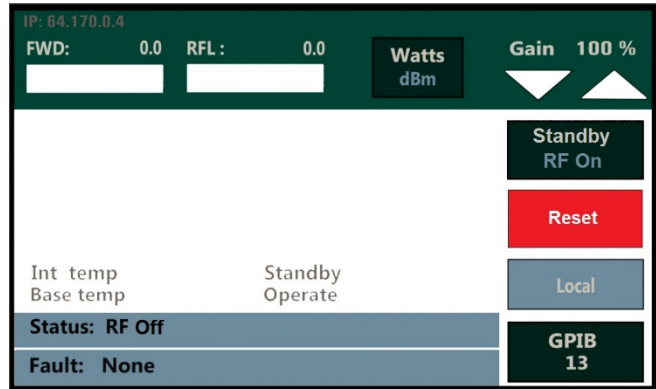 IP: 64.170.0.4
FWD: 0.0 RFL : 0.0
Watts
dBm
Gain 100 %
Standby
RF On
Reset
Int temp Standby
Base temp Operate
Local
Status: RF Off
Fault: None
GPIB
13